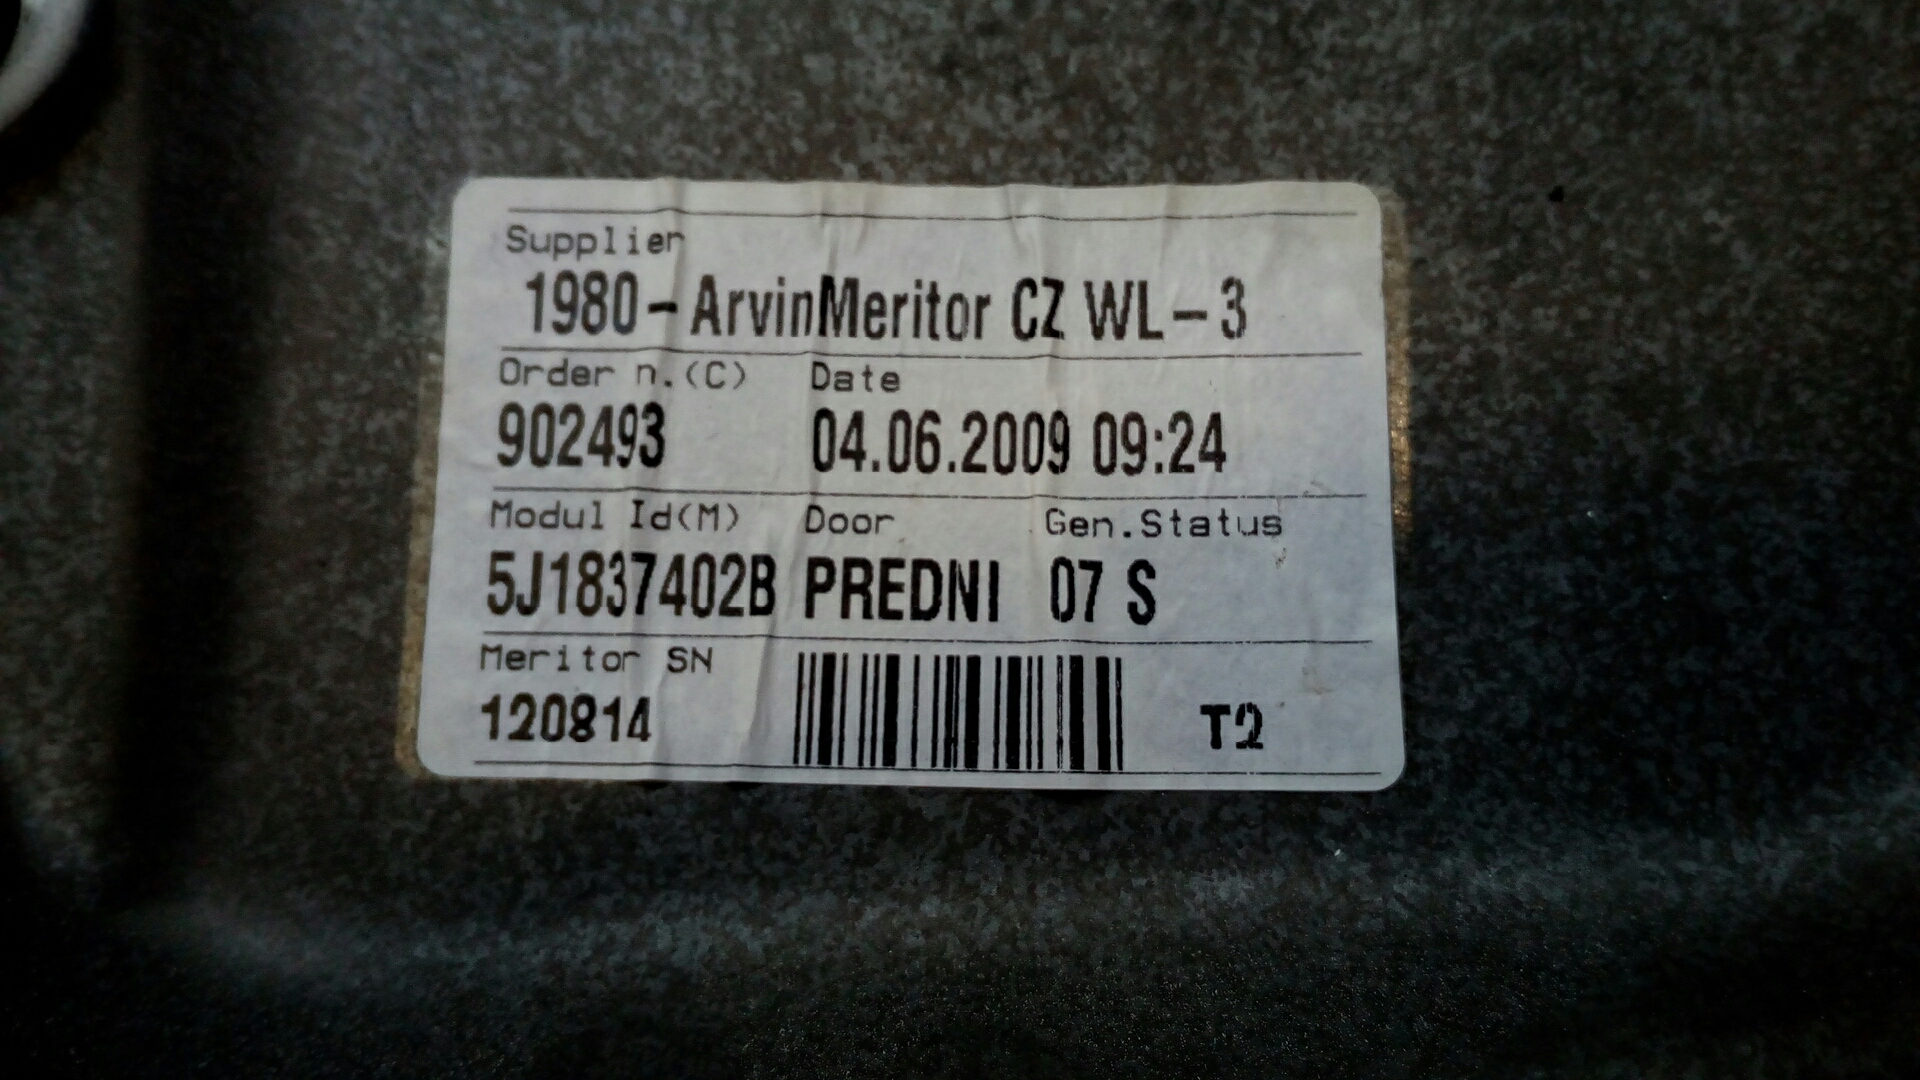 Supplier
1980-ArvinMeritor CZ WL-3
Order n.(C) Date
902493 04.06.2009 09:24
Modul Id(M) Door Gen.Status
5J1837402B PREDNI 07 S
Meritor SN
120814 T2